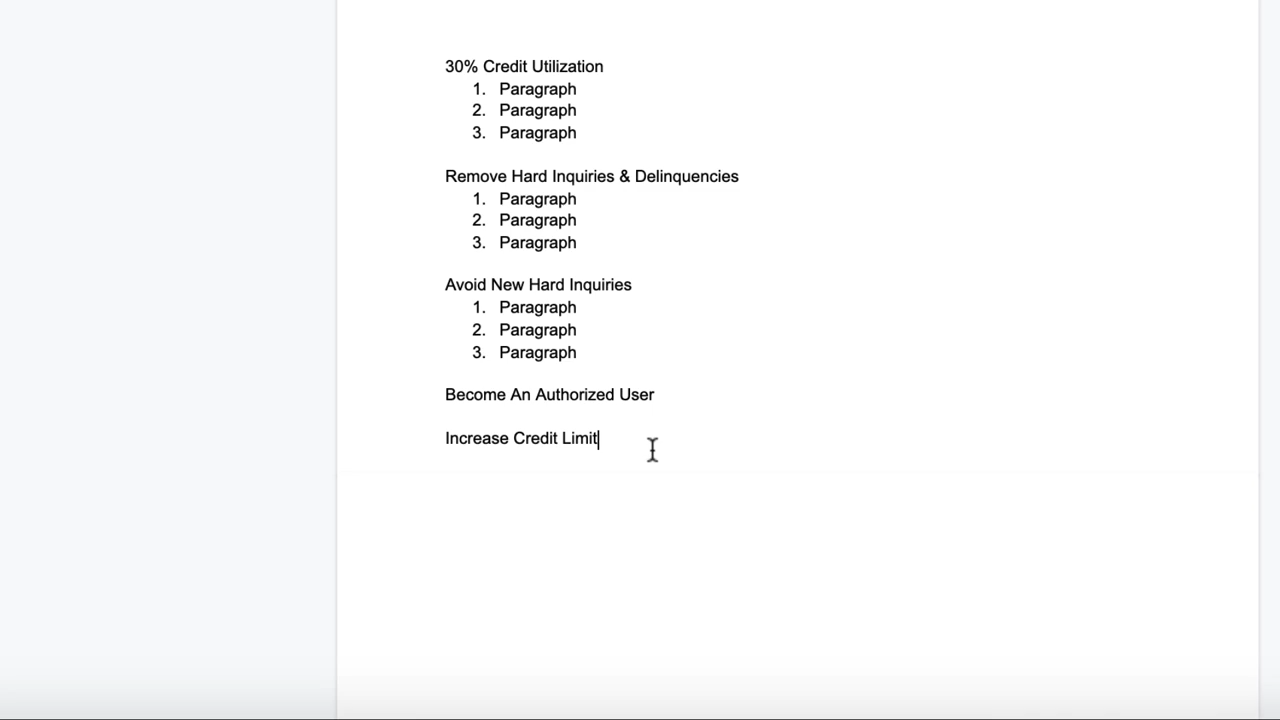 30% Credit Utilization
1. Paragraph
2. Paragraph
3. Paragraph
Remove Hard Inquiries & Delinquencies
1. Paragraph
2. Paragraph
3. Paragraph
Avoid New Hard Inquiries
1. Paragraph
2. Paragraph
3. Paragraph
Become An Authorized User
Increase Credit Limit